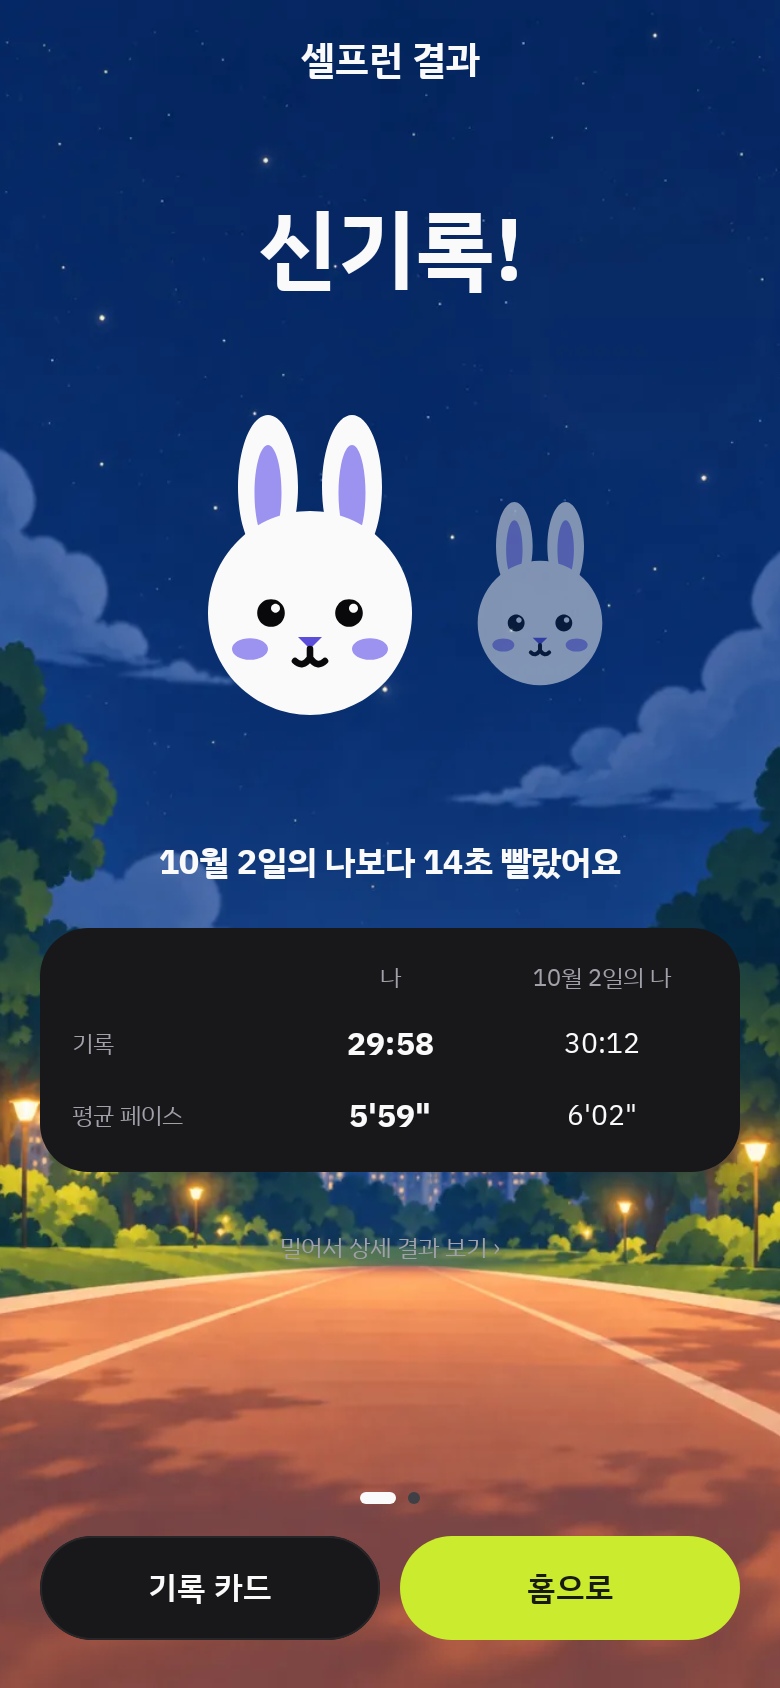 셀프런 결과
신기록!
10월 2일의 나보다 14초 빨랐어요
나 10월 2일의 나
기록 29:58 30:12
평균 페이스 5'59" 6'02"
밀어서 상세 결과 보기 ›
기록 카드 홈으로